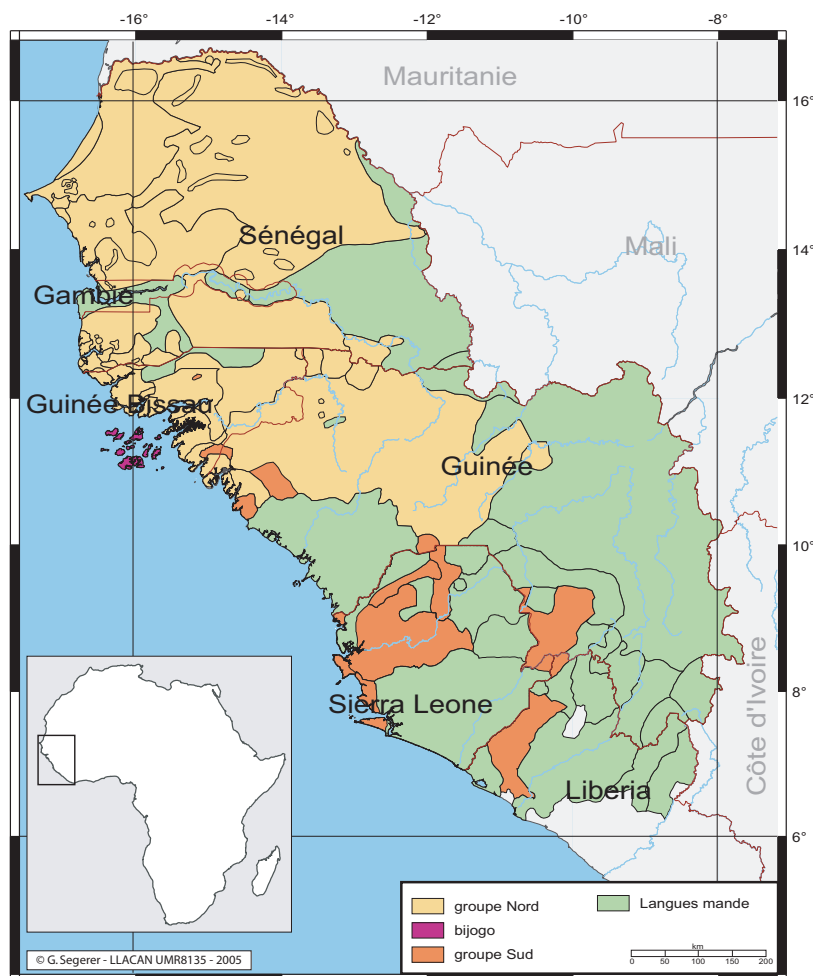 -16° -14° -12° -10° -8°
Mauritanie
16°
Sénégal
Mali
14°
Gambie
12°
Guinée Bissau
Guinée
10°
Côte d'Ivoire
8°
Sierra Leone
Liberia
6°
groupe Nord
Langues mande
bijogo
groupe Sud
km
0 50 100 150 200
© G. Segerer - LLACAN UMR8135 - 2005